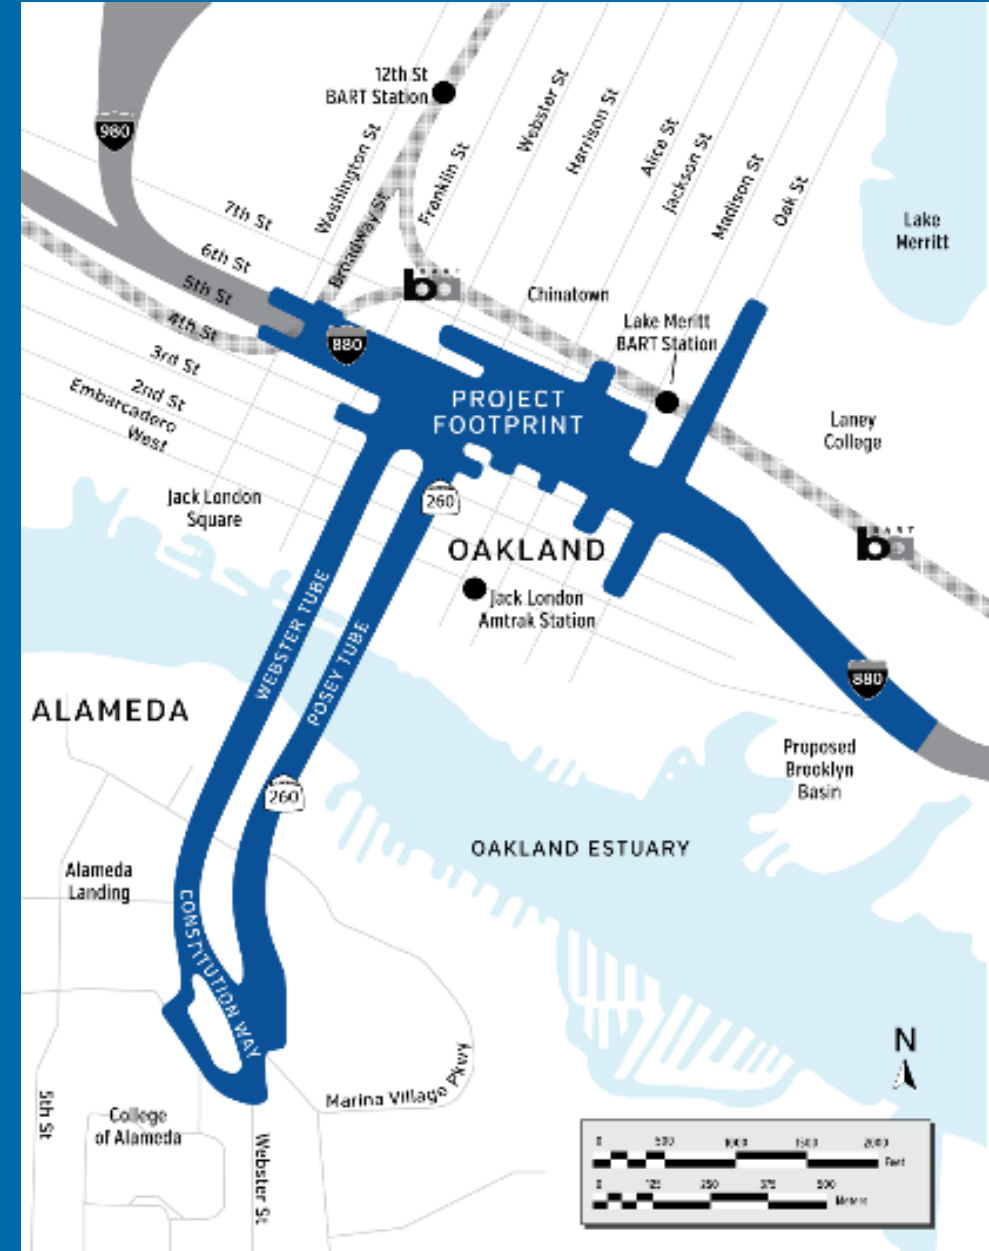 12th St
BART Station
980
Washington St
Broadway St
Franklin St
Webster St
Harrison St
Alice St
Jackson St
Madison St
Oak St
Lake
Merritt
7th St
6th St
5th St
4th St
3rd St
2nd St
Embarcadero
West
BART
ba
Chinatown
Lake Meritt
BART Station
880
PROJECT
FOOTPRINT
Laney
College
Jack London
Square
260
OAKLAND
BART
ba
Jack London
Amtrak Station
WEBSTER TUBE
POSEY TUBE
880
ALAMEDA
Proposed
Brooklyn
Basin
260
OAKLAND ESTUARY
Alameda
Landing
CONSTITUTION WAY
N
Marina Village Pkwy
5th St
College
of Alameda
Webster St
0 500 1000 1500 2000
Feet
0 125 250 375 500
Meters